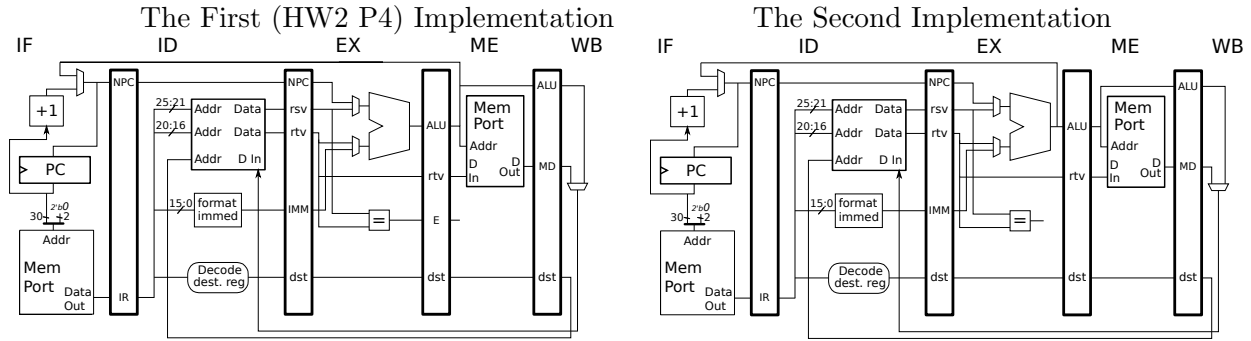 The First (HW2 P4) Implementation
IF ID EX ME WB
+1
PC
30 2'b0 +2
Addr
Mem
Port
Data
Out
NPC
IR
25:21
20:16
15:0
Addr Data
Addr Data
Addr D In
format
immed
Decode
dest. reg
NPC
rsv
rtv
IMM
dst
=
ALU
rtv
E
dst
Mem
Port
Addr
D
In
D
Out
ALU
MD
dst
The Second Implementation
IF ID EX ME WB
+1
PC
30 2'b0 +2
Addr
Mem
Port
Data
Out
NPC
IR
25:21
20:16
15:0
Addr Data
Addr Data
Addr D In
format
immed
Decode
dest. reg
NPC
rsv
rtv
IMM
dst
=
ALU
rtv
dst
Mem
Port
Addr
D
In
D
Out
ALU
MD
dst